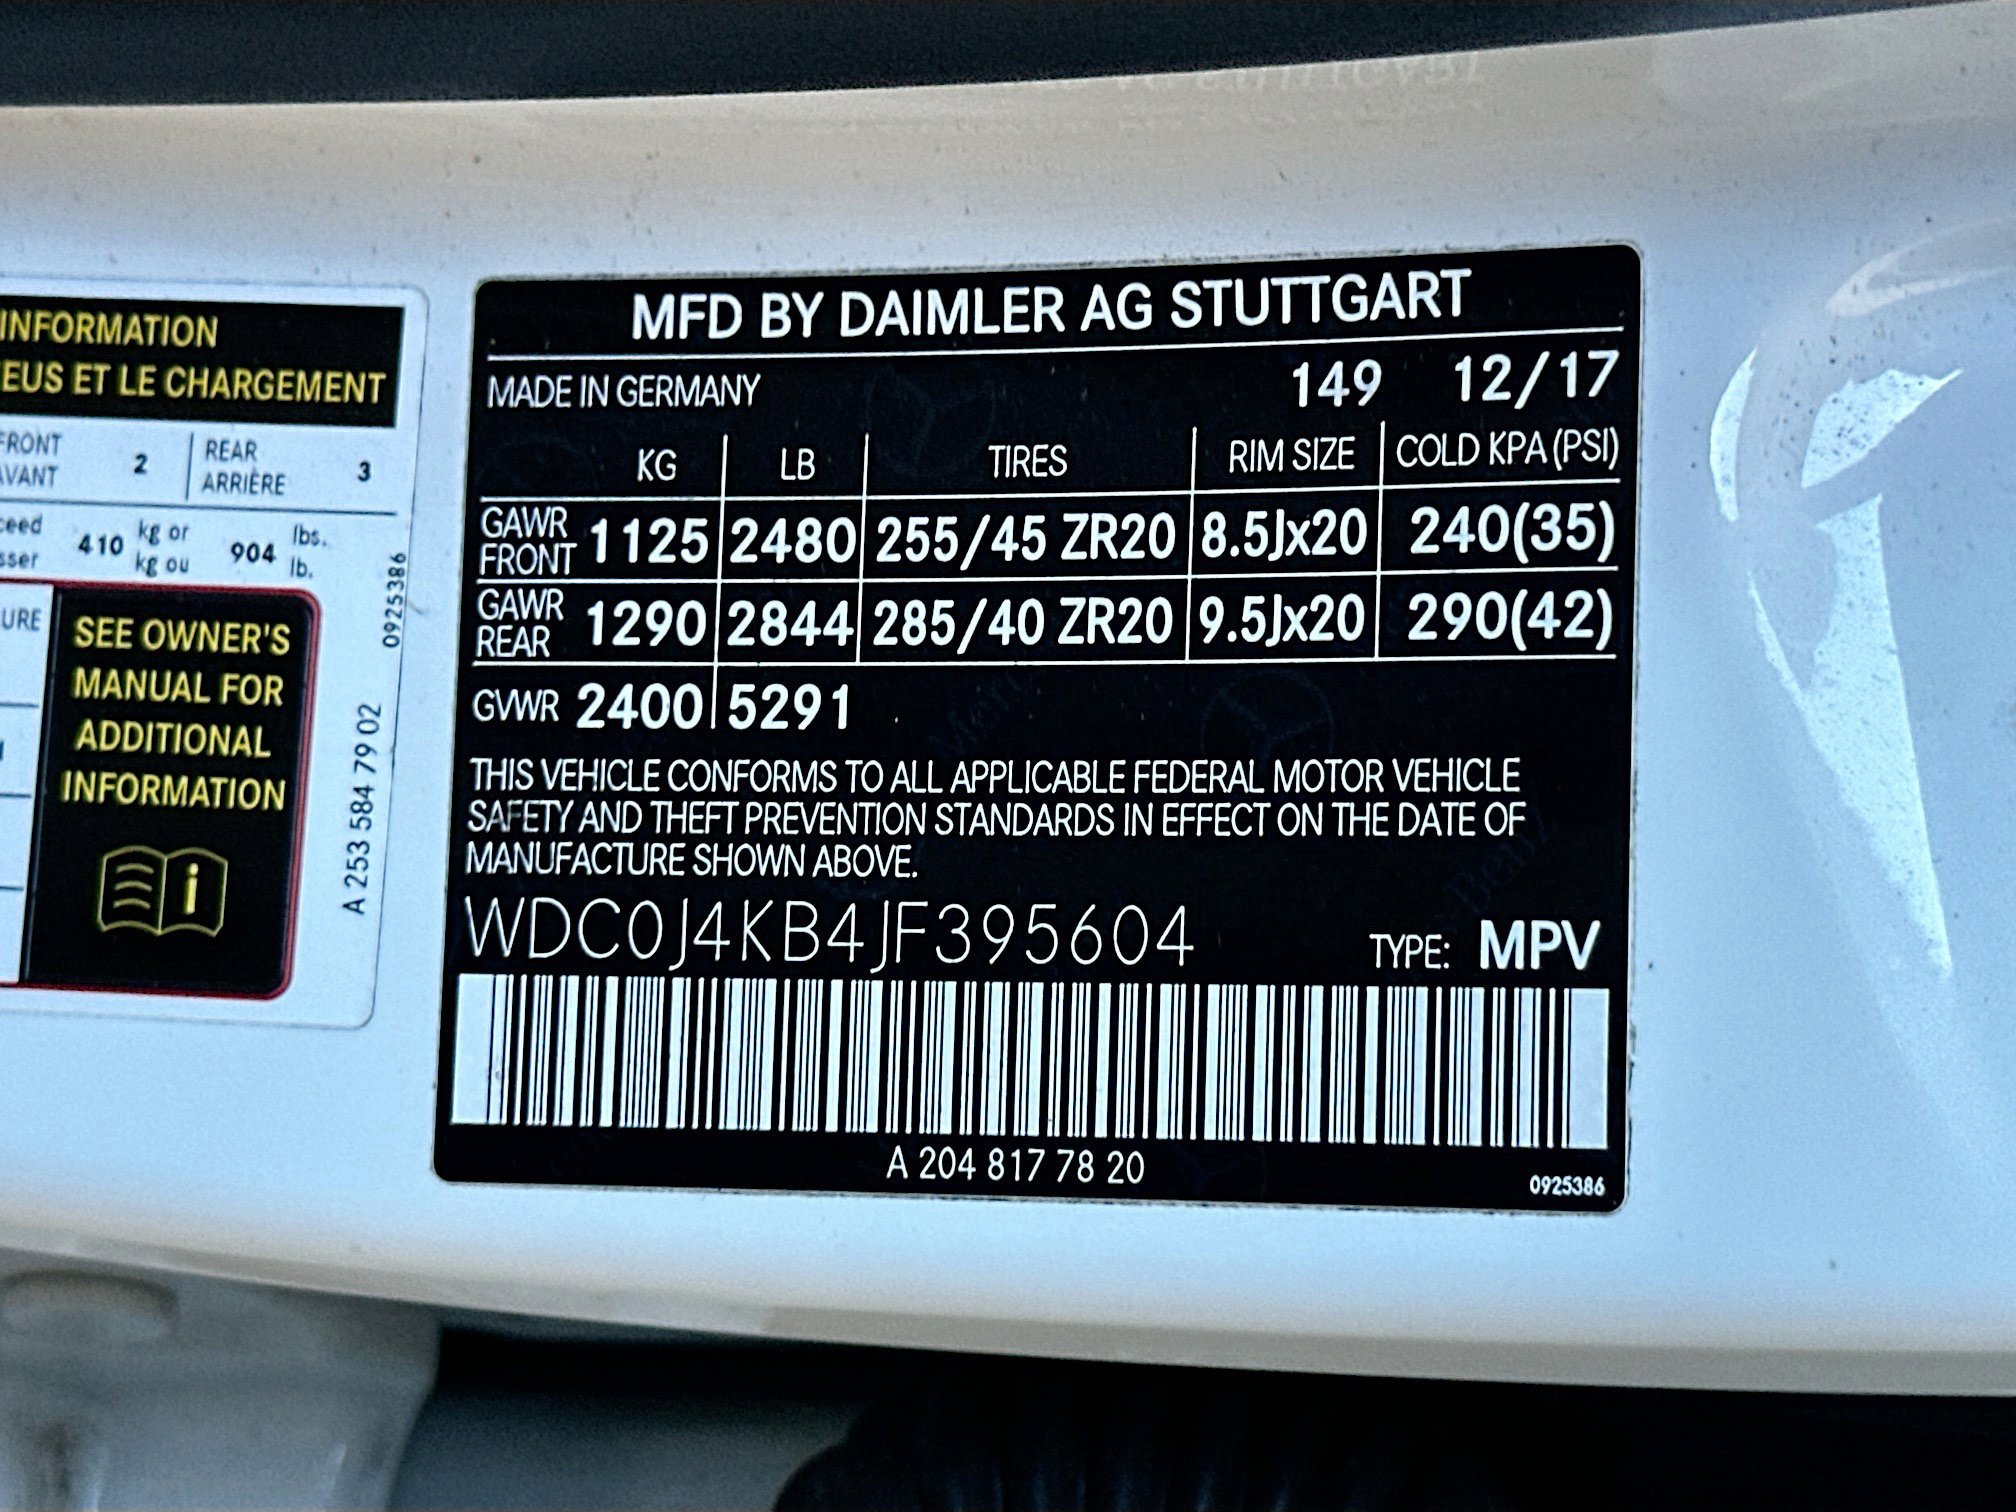 INFORMATION
EUS ET LE CHARGEMENT
FRONT
AVANT
2
REAR
ARRIÈRE
3
410
kg or
kg ou
904
lbs.
lb.
0925386
SEE OWNER'S
MANUAL FOR
ADDITIONAL
INFORMATION
i
A 253 584 79 02
MFD BY DAIMLER AG STUTTGART
MADE IN GERMANY 149 12/17
KG LB TIRES RIM SIZE COLD KPA (PSI)
GAWR
FRONT 1125 2480 255/45 ZR20 8.5Jx20 240(35)
GAWR
REAR 1290 2844 285/40 ZR20 9.5Jx20 290(42)
GVWR 2400 5291
THIS VEHICLE CONFORMS TO ALL APPLICABLE FEDERAL MOTOR VEHICLE
SAFETY AND THEFT PREVENTION STANDARDS IN EFFECT ON THE DATE OF
MANUFACTURE SHOWN ABOVE.
WDC0J4KB4JF395604 TYPE: MPV
A 204 817 78 20
0925386